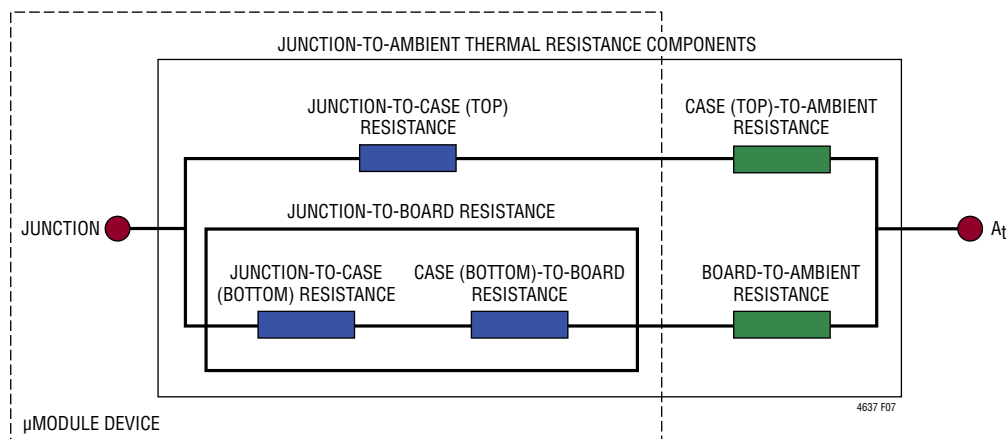 JUNCTION-TO-AMBIENT THERMAL RESISTANCE COMPONENTS
JUNCTION-TO-CASE (TOP)
RESISTANCE
CASE (TOP)-TO-AMBIENT
RESISTANCE
JUNCTION-TO-BOARD RESISTANCE
JUNCTION
At
JUNCTION-TO-CASE
(BOTTOM) RESISTANCE
CASE (BOTTOM)-TO-BOARD
RESISTANCE
BOARD-TO-AMBIENT
RESISTANCE
4637 F07
µMODULE DEVICE